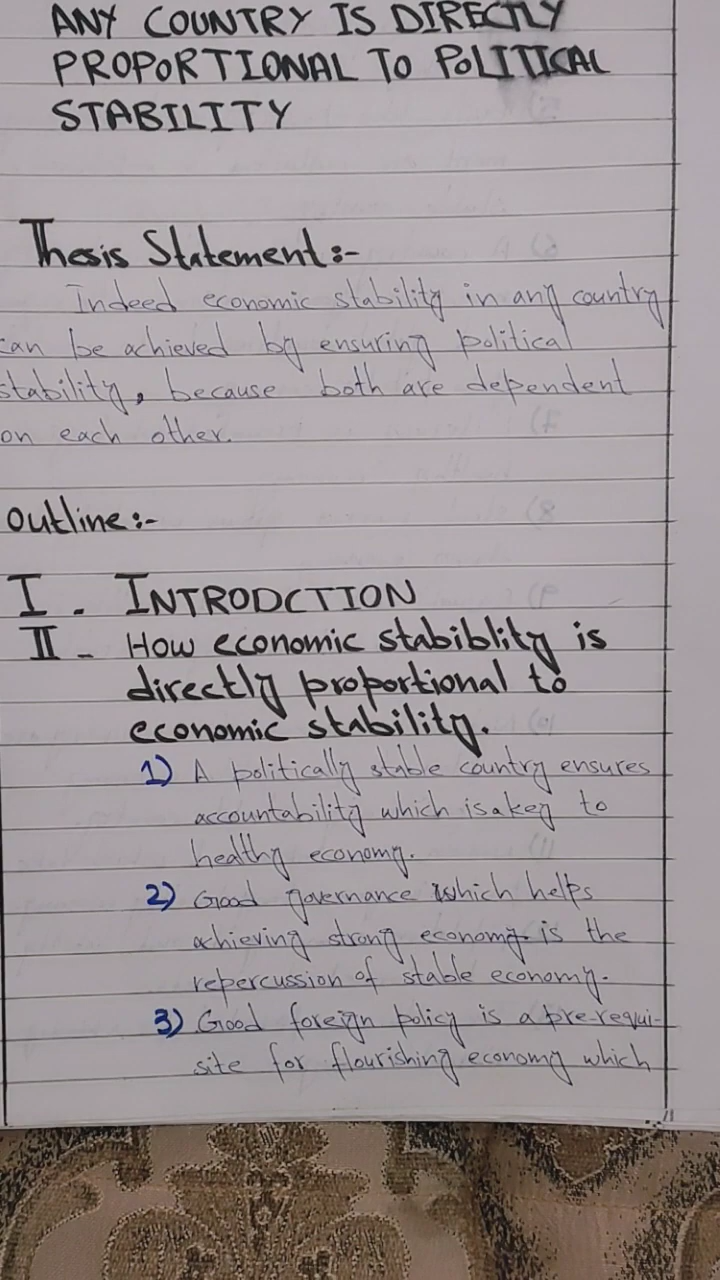 ANY COUNTRY IS DIRECTLY
PROPORTIONAL TO POLITICAL
STABILITY
Thesis Statement:-
Indeed economic stability in any country
can be achieved by ensuring political
stability, because both are dependent
on each other.
Outline:-
I. INTRODCTION
II- How economic stabiblity is
directly proportional to
economic stability.
1) A politically stable country ensures
accountability which is a key to
healthy economy.
2) Good governance which helps
achieving strong economy is the
repercussion of stable economy.
3) Good foreign policy is a pre-requi-
site for flourishing economy which